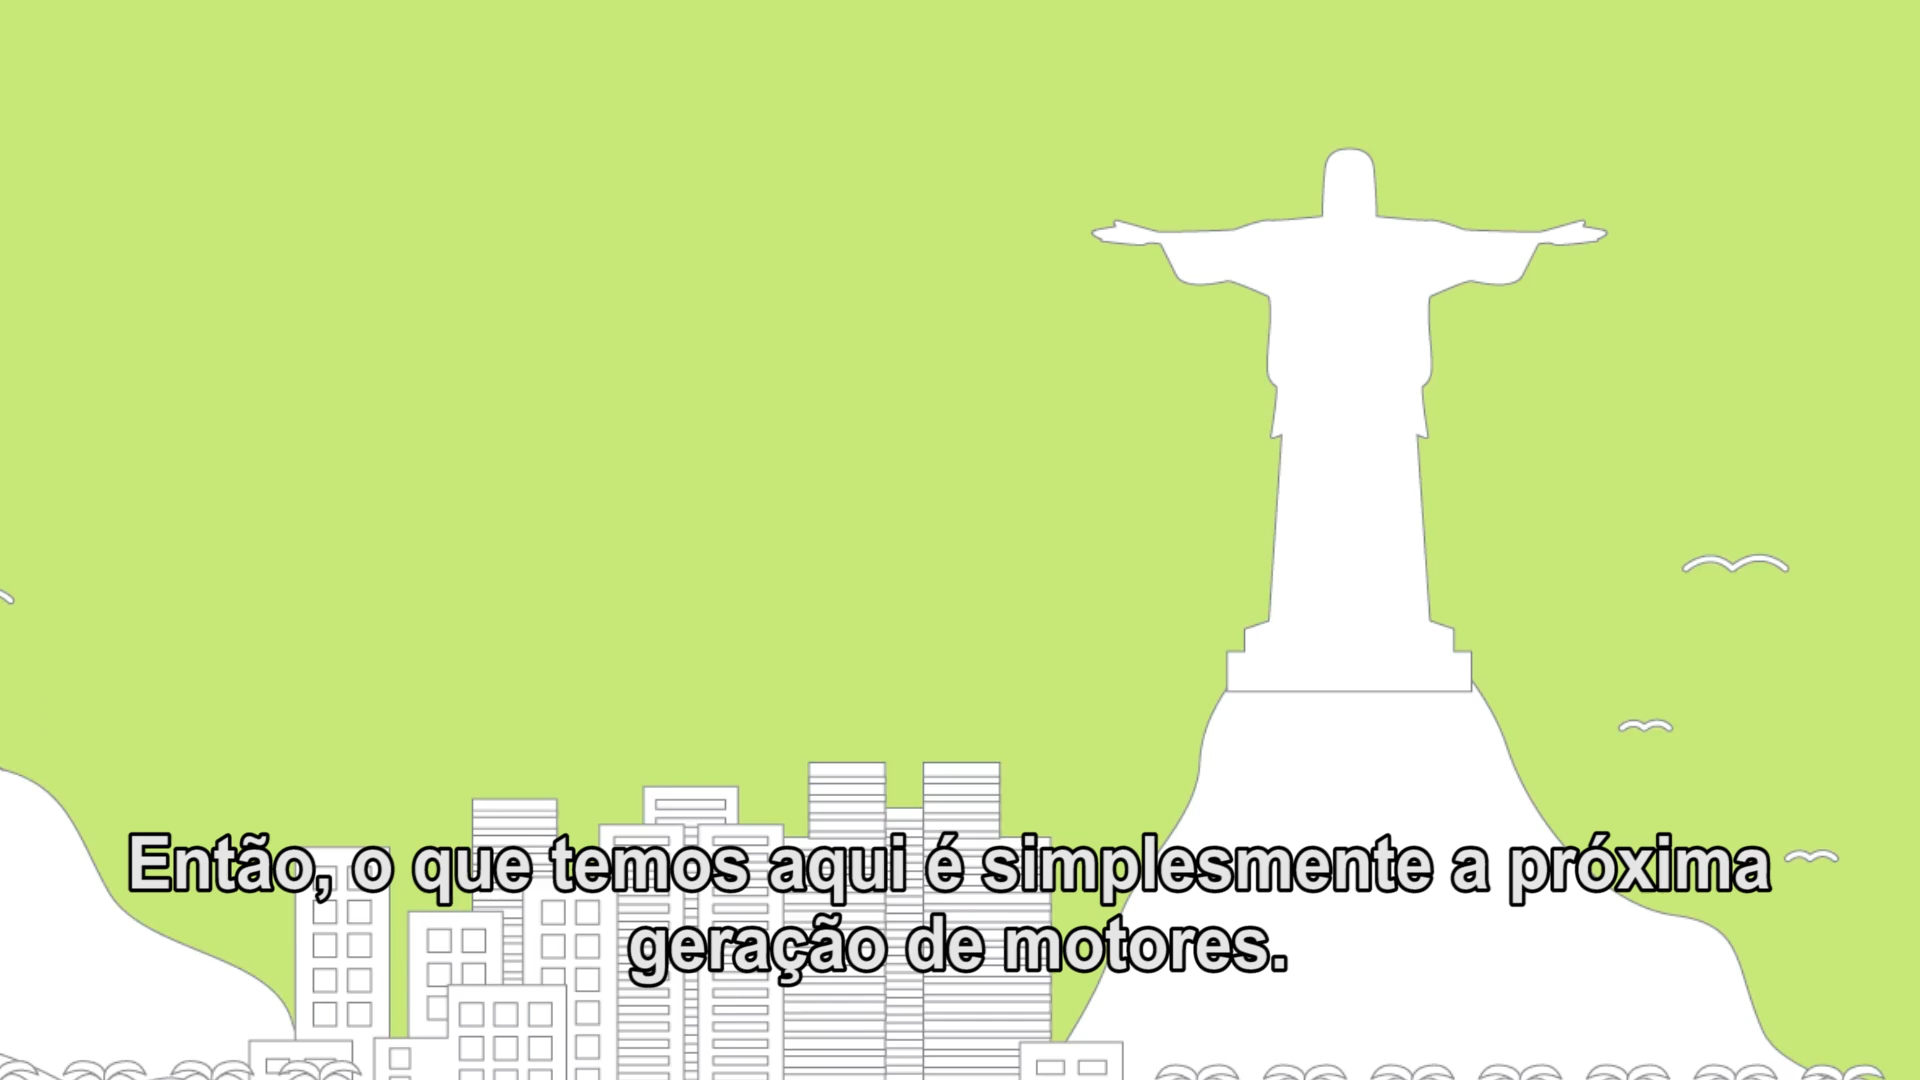 Então, o que temos aqui é simplesmente a próxima
geração de motores.